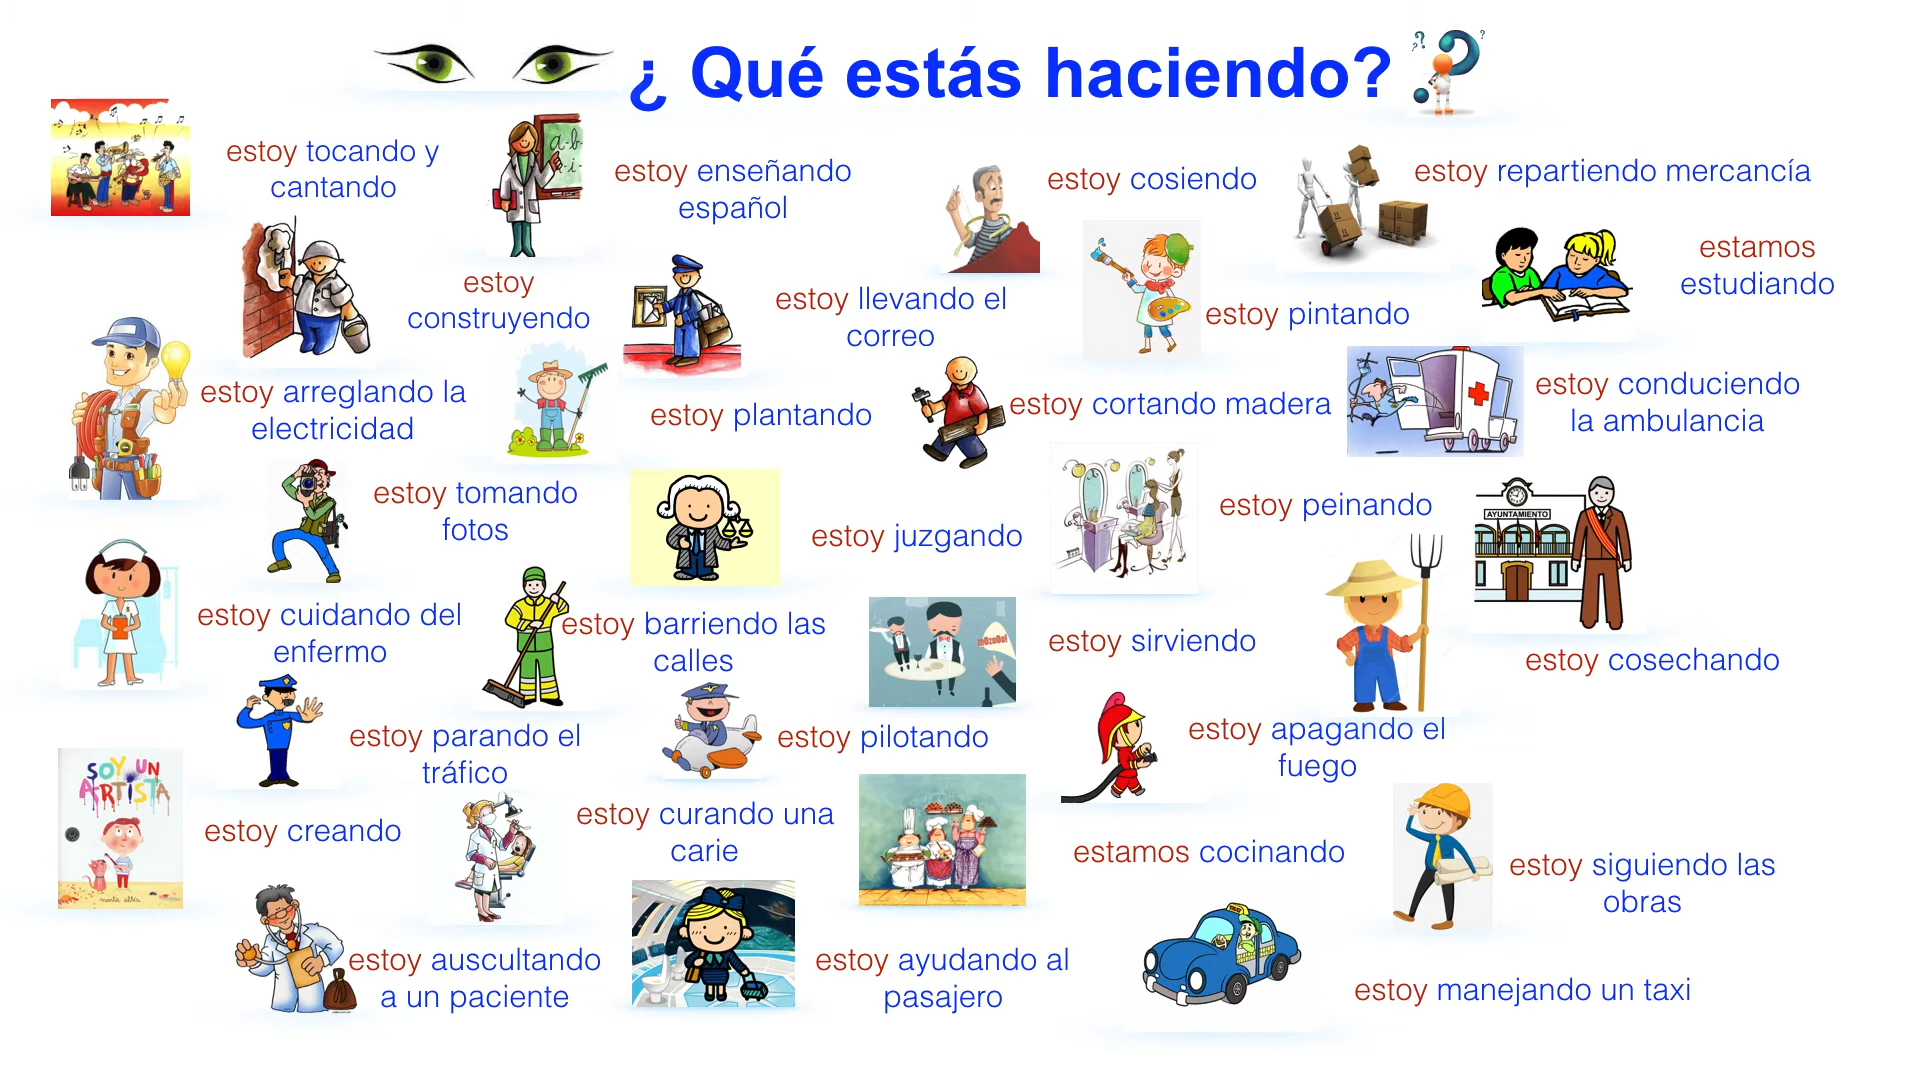 ¿ Qué estás haciendo?
estoy tocando y
cantando
estoy enseñando
español
estoy cosiendo
estoy repartiendo mercancía
estamos
estudiando
estoy
construyendo
estoy llevando el
correo
estoy pintando
estoy arreglando la
electricidad
estoy plantando
estoy cortando madera
estoy conduciendo
la ambulancia
estoy tomando
fotos
estoy juzgando
estoy peinando
AYUNTAMIENTO
estoy cuidando del
enfermo
estoy barriendo las
calles
estoy sirviendo
mOzoOo!
estoy cosechando
estoy parando el
tráfico
estoy pilotando
estoy apagando el
fuego
SOY UN
ARTISTA
marta altés
estoy creando
estoy curando una
carie
estamos cocinando
estoy siguiendo las
obras
estoy auscultando
a un paciente
estoy ayudando al
pasajero
TAXI
estoy manejando un taxi